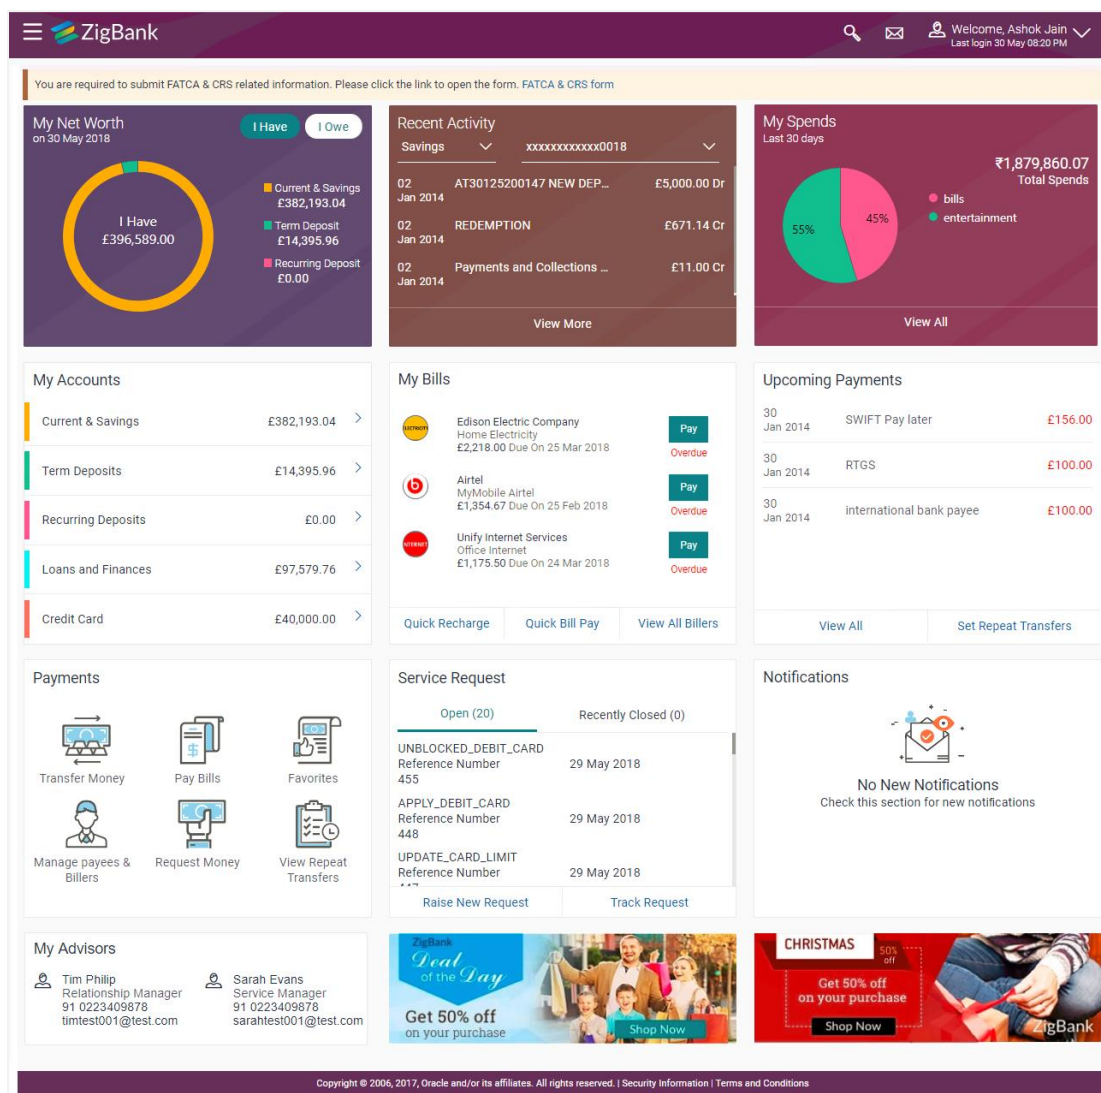 ZigBank
Welcome, Ashok Jain
Last login 30 May 08:20 PM
You are required to submit FATCA & CRS related information. Please click the link to open the form. FATCA & CRS form
My Net Worth
on 30 May 2018
I Have
I Owe
I Have
£396,589.00
Current & Savings
£382,193.04
Term Deposit
£14,395.96
Recurring Deposit
£0.00
Recent Activity
Savings
xxxxxxxxxxxx0018
02 AT30125200147 NEW DEP... £5,000.00 Dr
Jan 2014
02 REDEMPTION £671.14 Cr
Jan 2014
02 Payments and Collections ... £11.00 Cr
Jan 2014
View More
My Spends
Last 30 days
₹1,879,860.07
Total Spends
bills
entertainment
45%
55%
View All
My Accounts
Current & Savings £382,193.04
Term Deposits £14,395.96
Recurring Deposits £0.00
Loans and Finances £97,579.76
Credit Card £40,000.00
My Bills
ELECTRICITY
Edison Electric Company
Home Electricity
£2,218.00 Due On 25 Mar 2018
Pay
Overdue
Airtel
MyMobile Airtel
£1,354.67 Due On 25 Feb 2018
Pay
Overdue
INTERNET
Unify Internet Services
Office Internet
£1,175.50 Due On 24 Mar 2018
Pay
Overdue
Quick Recharge
Quick Bill Pay
View All Billers
Upcoming Payments
30
Jan 2014
SWIFT Pay later £156.00
30
Jan 2014
RTGS £100.00
30
Jan 2014
international bank payee £100.00
View All
Set Repeat Transfers
Payments
Transfer Money
Pay Bills
Favorites
Manage payees &
Billers
Request Money
View Repeat
Transfers
Service Request
Open (20)
Recently Closed (0)
UNBLOCKED_DEBIT_CARD
Reference Number 29 May 2018
455
APPLY_DEBIT_CARD
Reference Number 29 May 2018
448
UPDATE_CARD_LIMIT
Reference Number 29 May 2018
Raise New Request
Track Request
Notifications
No New Notifications
Check this section for new notifications
My Advisors
Tim Philip
Relationship Manager
91 0223409878
timtest001@test.com
Sarah Evans
Service Manager
91 0223409878
sarahtest001@test.com
ZigBank
Deal
of the Day
Get 50% off
on your purchase
Shop Now
CHRISTMAS
50%
off
Get 50% off
on your purchase
Shop Now
ZigBank
Copyright © 2006, 2017, Oracle and/or its affiliates. All rights reserved. | Security Information | Terms and Conditions